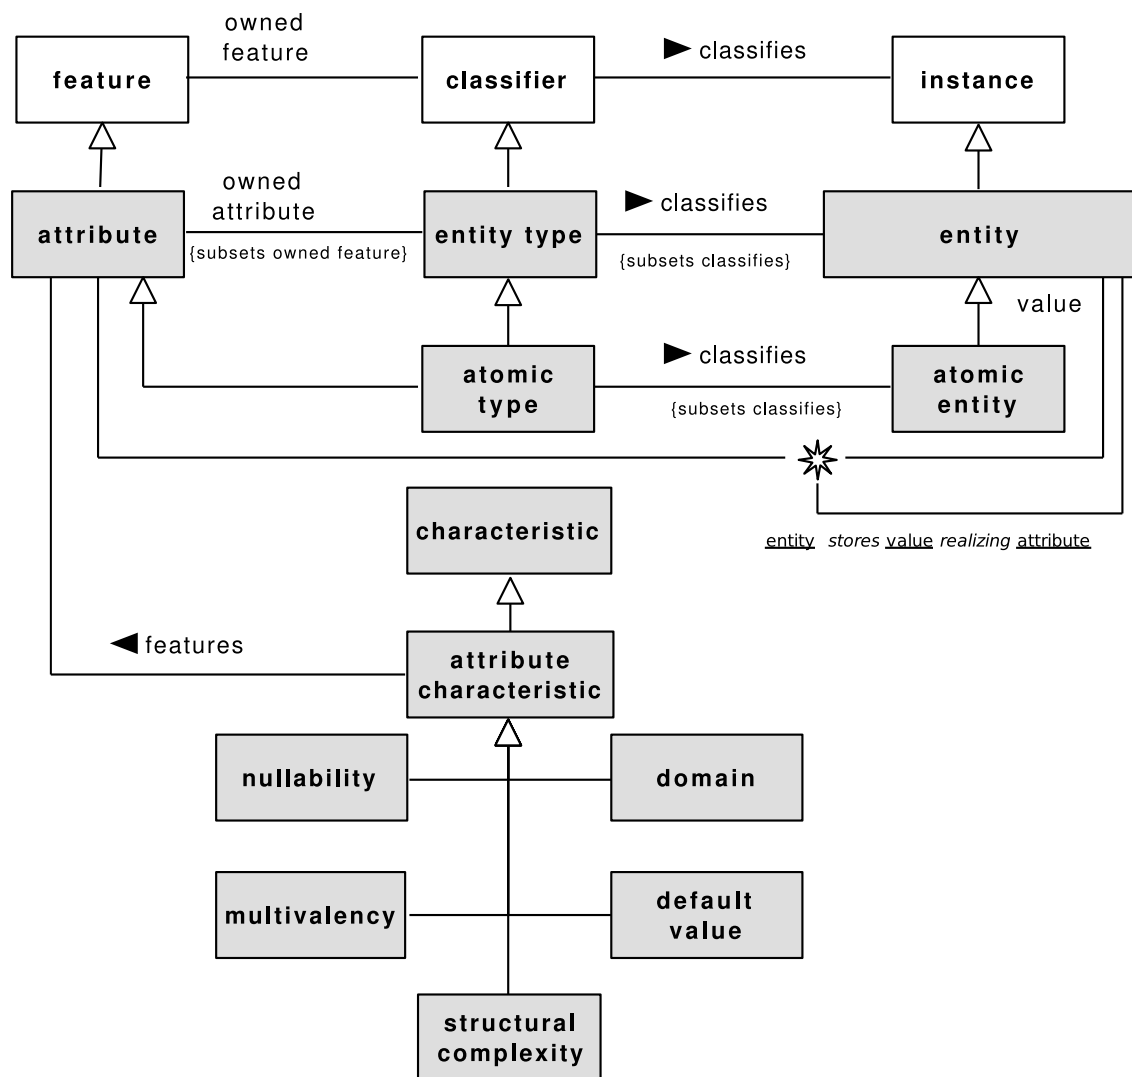 owned
feature
feature
classifier
► classifies
instance
owned
attribute
{subsets owned feature}
attribute
entity type
► classifies
{subsets classifies}
entity
value
atomic
type
► classifies
{subsets classifies}
atomic
entity
characteristic
entity stores value realizing attribute
◄ features
attribute
characteristic
nullability
domain
multivalency
default
value
structural
complexity